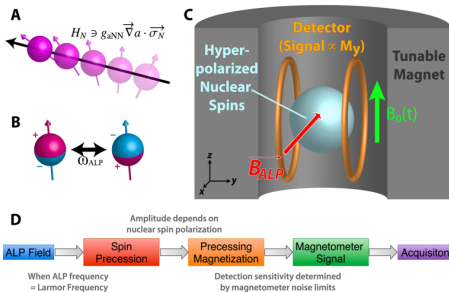 A
H_N ∋ g_aNN ∇⃗a · σ_N⃗
B
+
−
−
+
ω_ALP
C
Detector
(Signal ∝ My)
Hyper-
polarized
Nuclear
Spins
Tunable
Magnet
B₀(t)
B_ALP
z
y
x
D
Amplitude depends on
nuclear spin polarization
ALP Field
Spin
Precession
Precessing
Magnetization
Magnetometer
Signal
Acquisiton
When ALP frequency
= Larmor Frequency
Detection sensitivity determined
by magnetometer noise limits